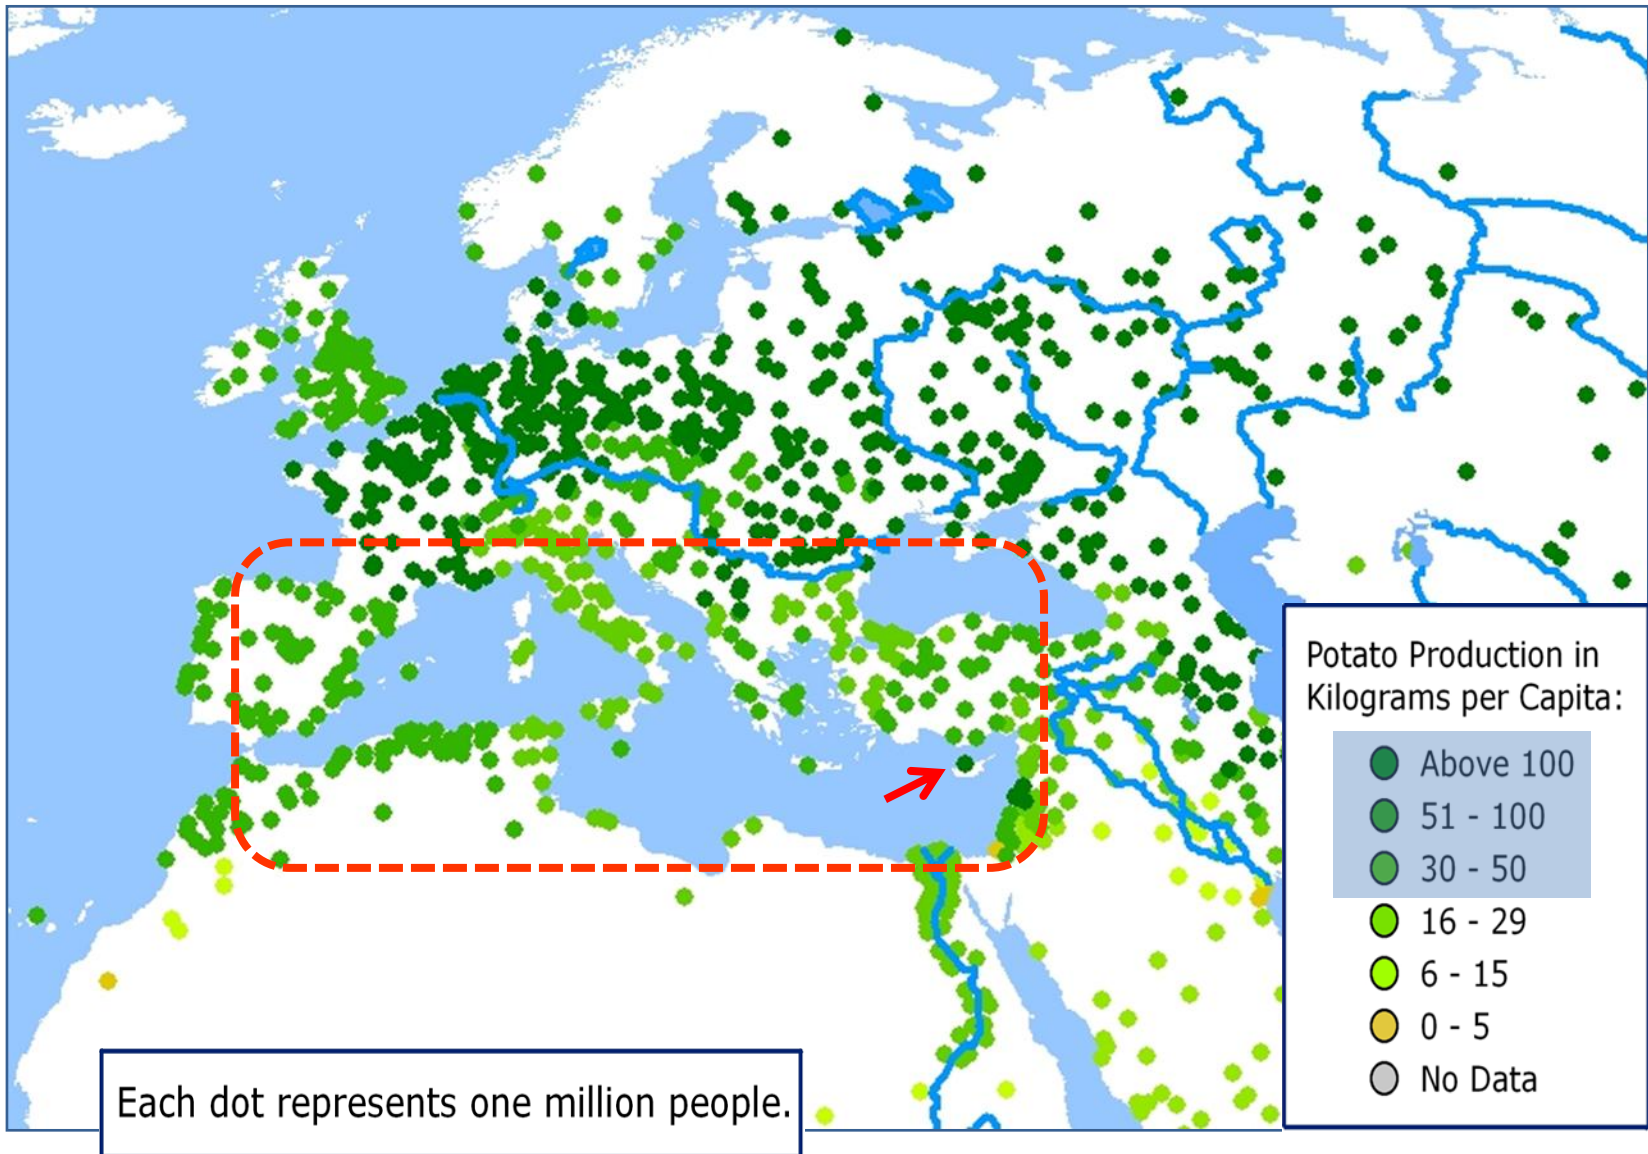 Potato Production in
Kilograms per Capita:
Above 100
51 - 100
30 - 50
16 - 29
6 - 15
0 - 5
No Data
Each dot represents one million people.